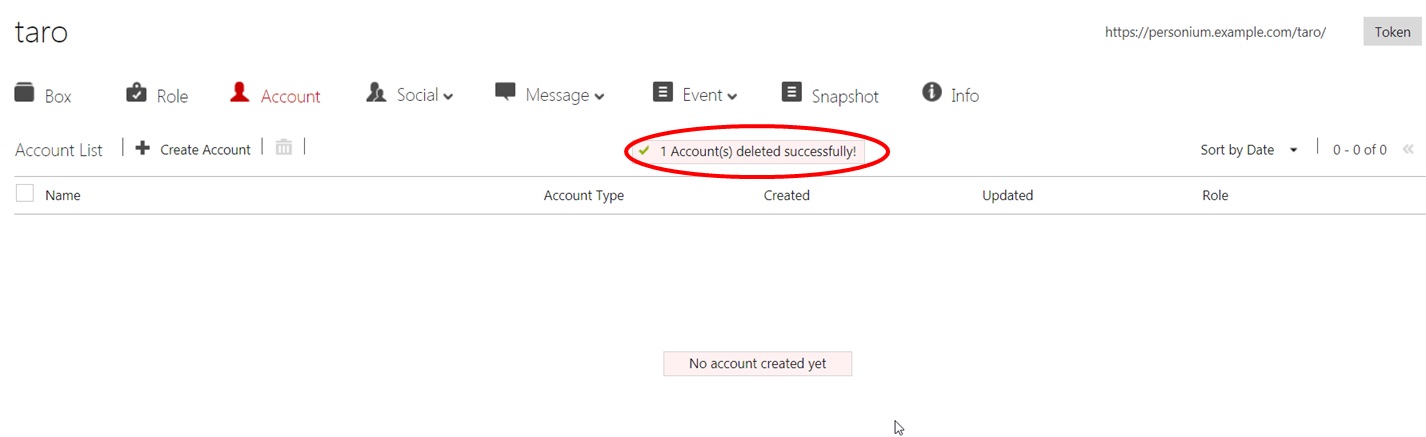 taro
https://personium.example.com/taro/ Token
Box Role Account Social Message Event Snapshot Info
Account List Create Account 1 Account(s) deleted successfully! Sort by Date 0 - 0 of 0
Name Account Type Created Updated Role
No account created yet